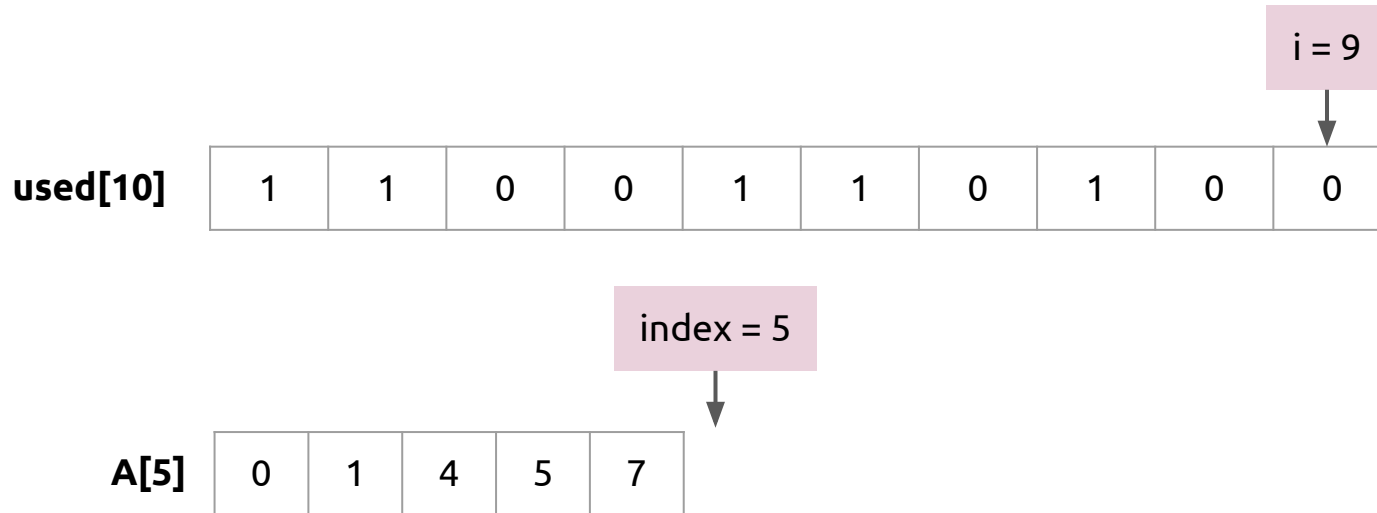 i = 9
used[10] 1 1 0 0 1 1 0 1 0 0
index = 5
A[5] 0 1 4 5 7